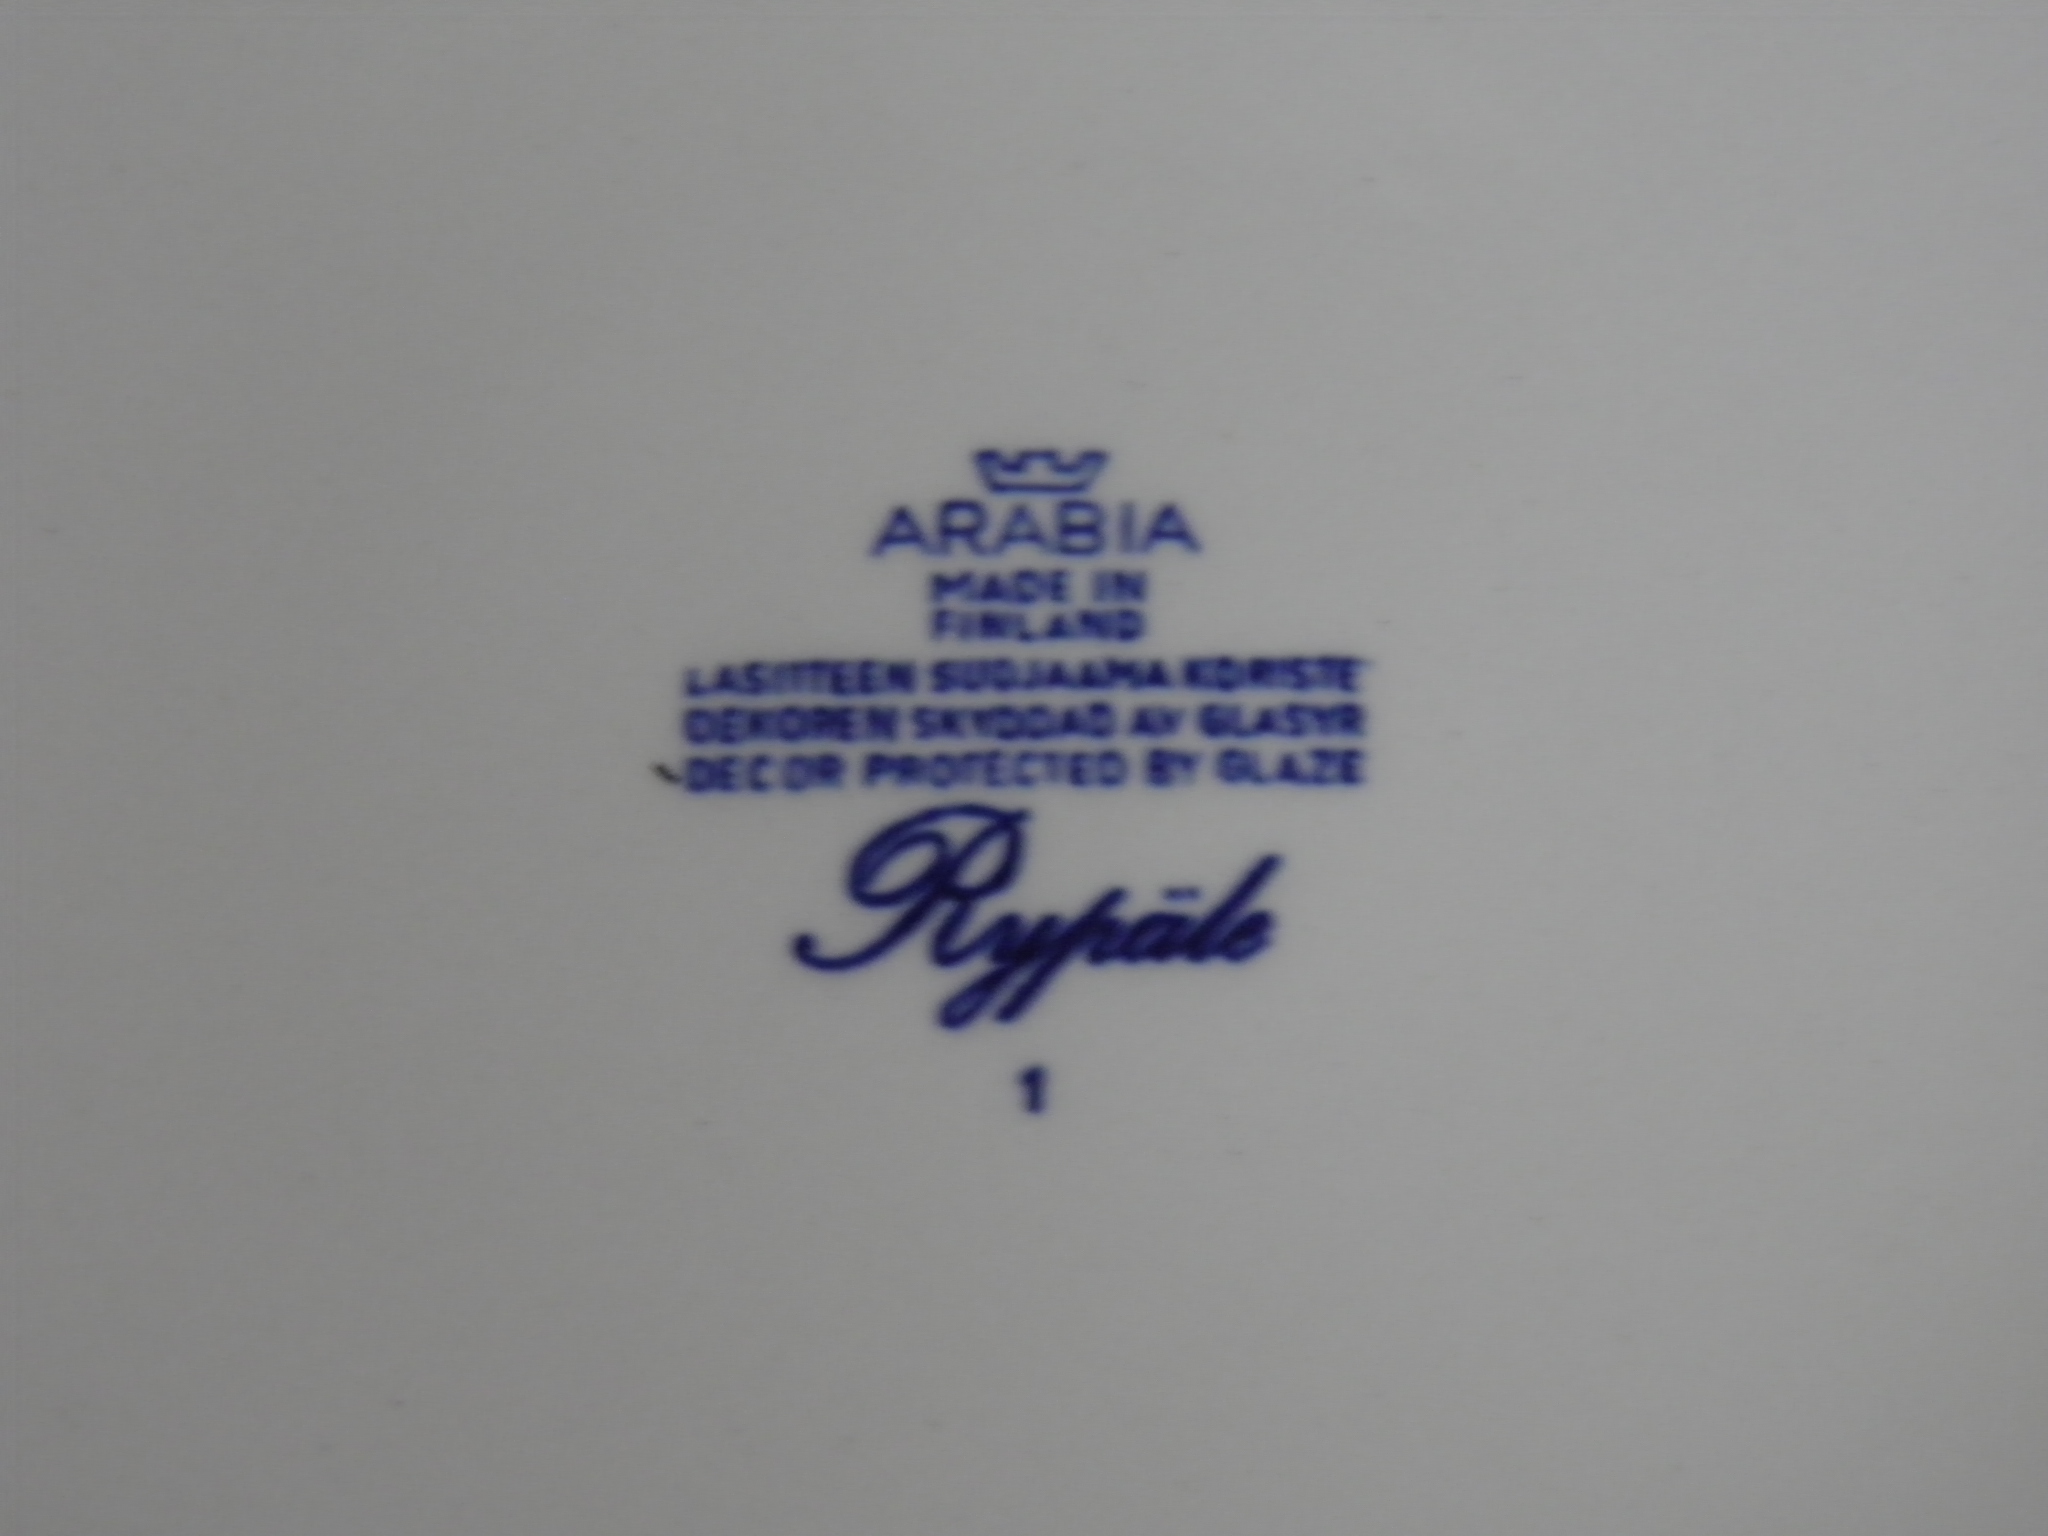 ARABIA
MADE IN
FINLAND
LASITTEEN SUOJAAMA KORISTE
DEKOREN SKYDDAD AV GLASYR
DECOR PROTECTED BY GLAZE
Rypäle
1